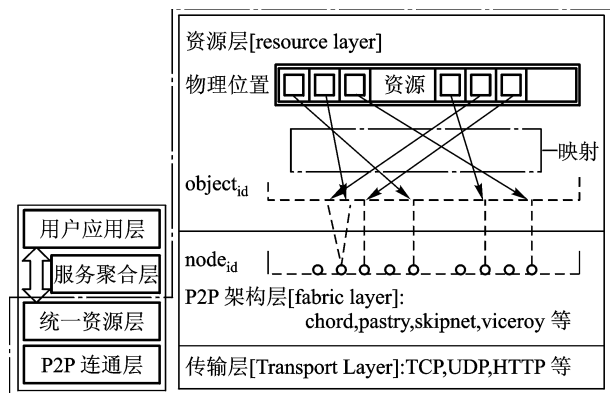 资源层[resource layer]
物理位置
资源
映射
object_id
用户应用层
服务聚合层
统一资源层
P2P 连通层
node_id
P2P 架构层[fabric layer]:
chord,pastry,skipnet,viceroy 等
传输层[Transport Layer]:TCP,UDP,HTTP 等